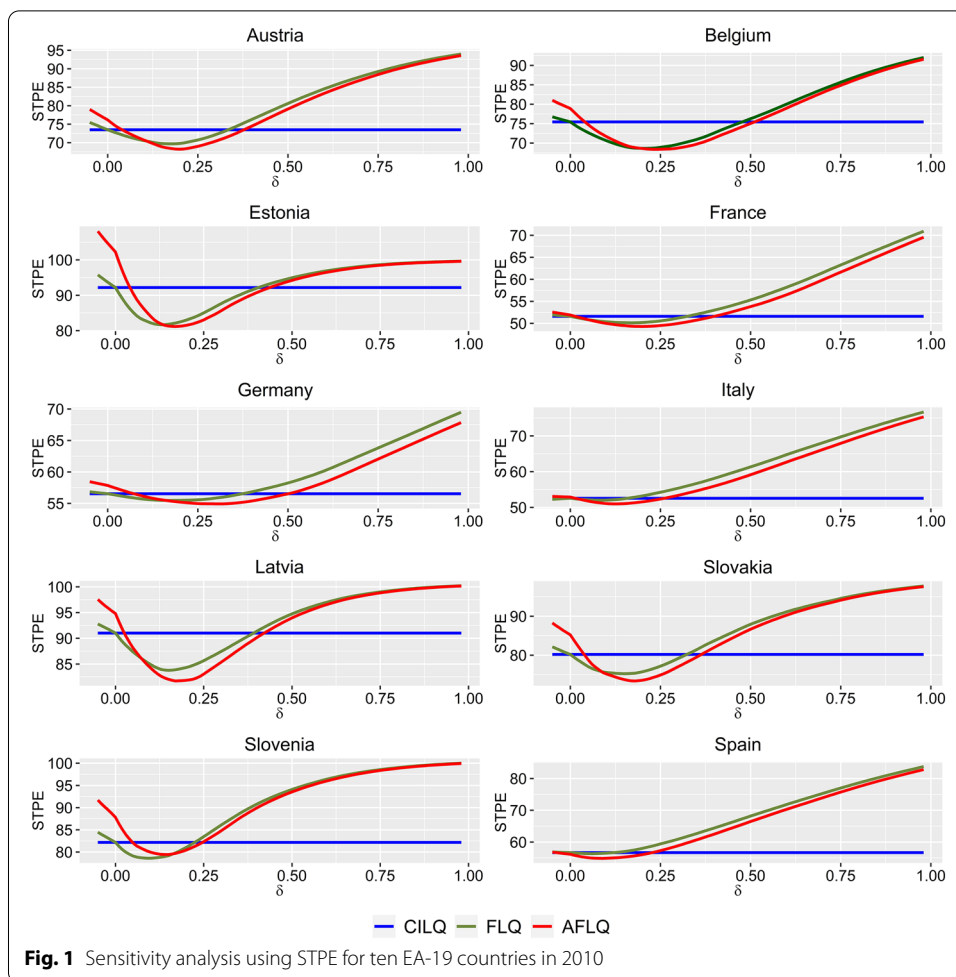 Austria
95
90
85
80
75
70
STPE
0.00 0.25 0.50 0.75 1.00
δ
Belgium
90
85
80
75
70
STPE
0.00 0.25 0.50 0.75 1.00
δ
Estonia
100
90
80
STPE
0.00 0.25 0.50 0.75 1.00
δ
France
70
65
60
55
50
STPE
0.00 0.25 0.50 0.75 1.00
δ
Germany
70
65
60
55
STPE
0.00 0.25 0.50 0.75 1.00
δ
Italy
70
60
50
STPE
0.00 0.25 0.50 0.75 1.00
δ
Latvia
100
95
90
85
STPE
0.00 0.25 0.50 0.75 1.00
δ
Slovakia
90
80
STPE
0.00 0.25 0.50 0.75 1.00
δ
Slovenia
100
95
90
85
80
STPE
0.00 0.25 0.50 0.75 1.00
δ
Spain
80
70
60
STPE
0.00 0.25 0.50 0.75 1.00
δ
CILQ FLQ AFLQ
Fig. 1 Sensitivity analysis using STPE for ten EA-19 countries in 2010